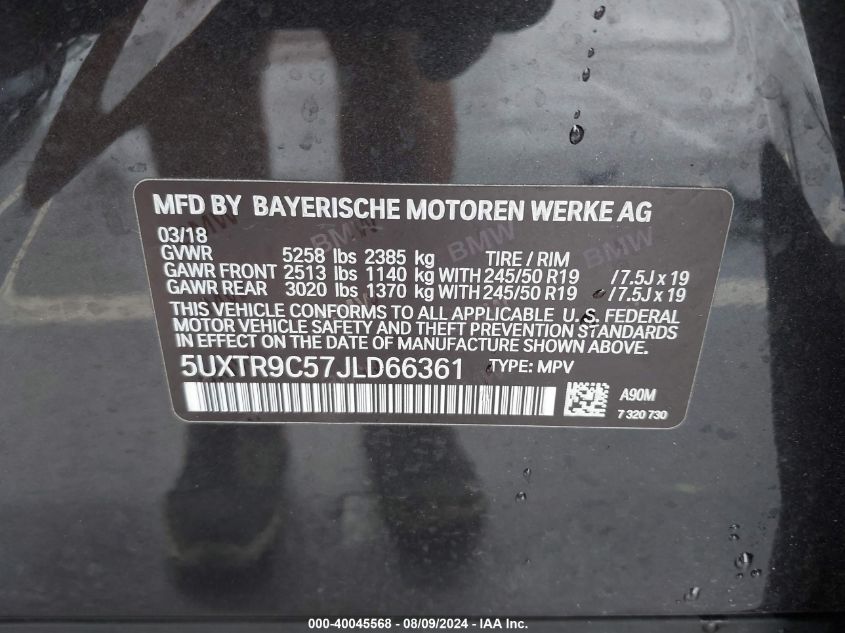 MFD BY BAYERISCHE MOTOREN WERKE AG
03/18
GVWR 5258 lbs 2385 kg TIRE / RIM
GAWR FRONT 2513 lbs 1140 kg WITH 245/50 R19 /7.5J x 19
GAWR REAR 3020 lbs 1370 kg WITH 245/50 R19 /7.5J x 19
THIS VEHICLE CONFORMS TO ALL APPLICABLE U.S. FEDERAL
MOTOR VEHICLE SAFETY AND THEFT PREVENTION STANDARDS
IN EFFECT ON THE DATE OF MANUFACTURE SHOWN ABOVE.
5UXTR9C57JLD66361 TYPE: MPV
A90M
7 320 730
BMW
BMW
BMW
000-40045568 - 08/09/2024 - IAAI Inc.